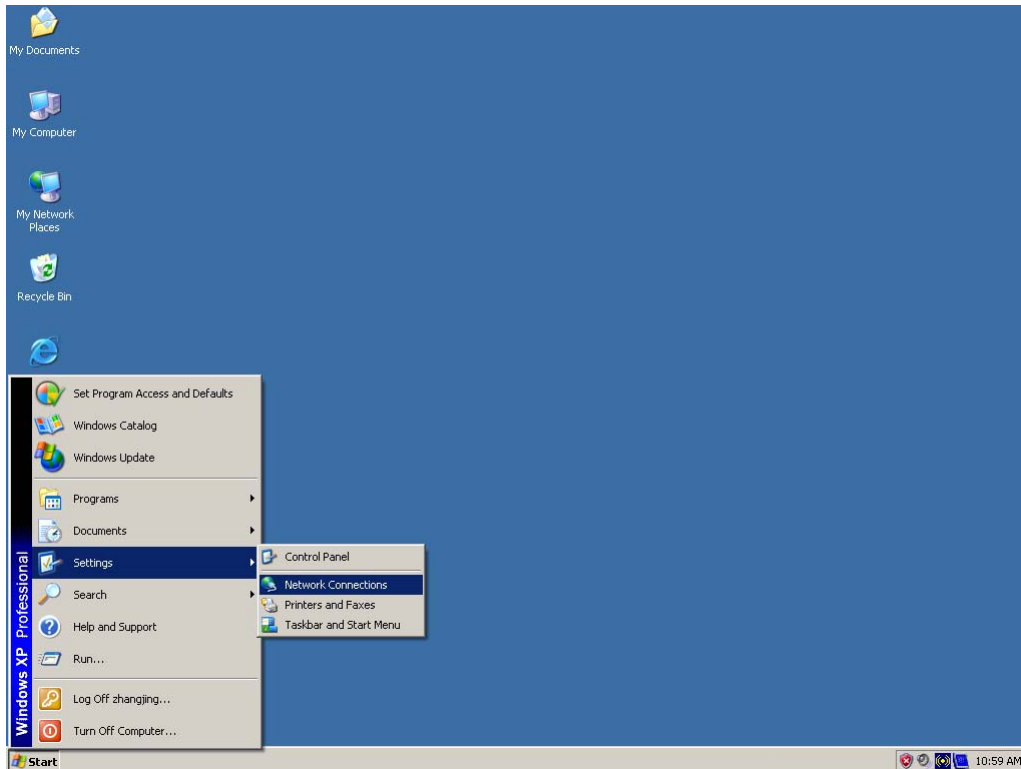 My Documents
My Computer
My Network
Places
Recycle Bin
Set Program Access and Defaults
Windows Catalog
Windows Update
Programs
Documents
Settings
Search
Help and Support
Run...
Log Off zhangjing...
Turn Off Computer...
Windows XP Professional
Control Panel
Network Connections
Printers and Faxes
Taskbar and Start Menu
Start
10:59 AM